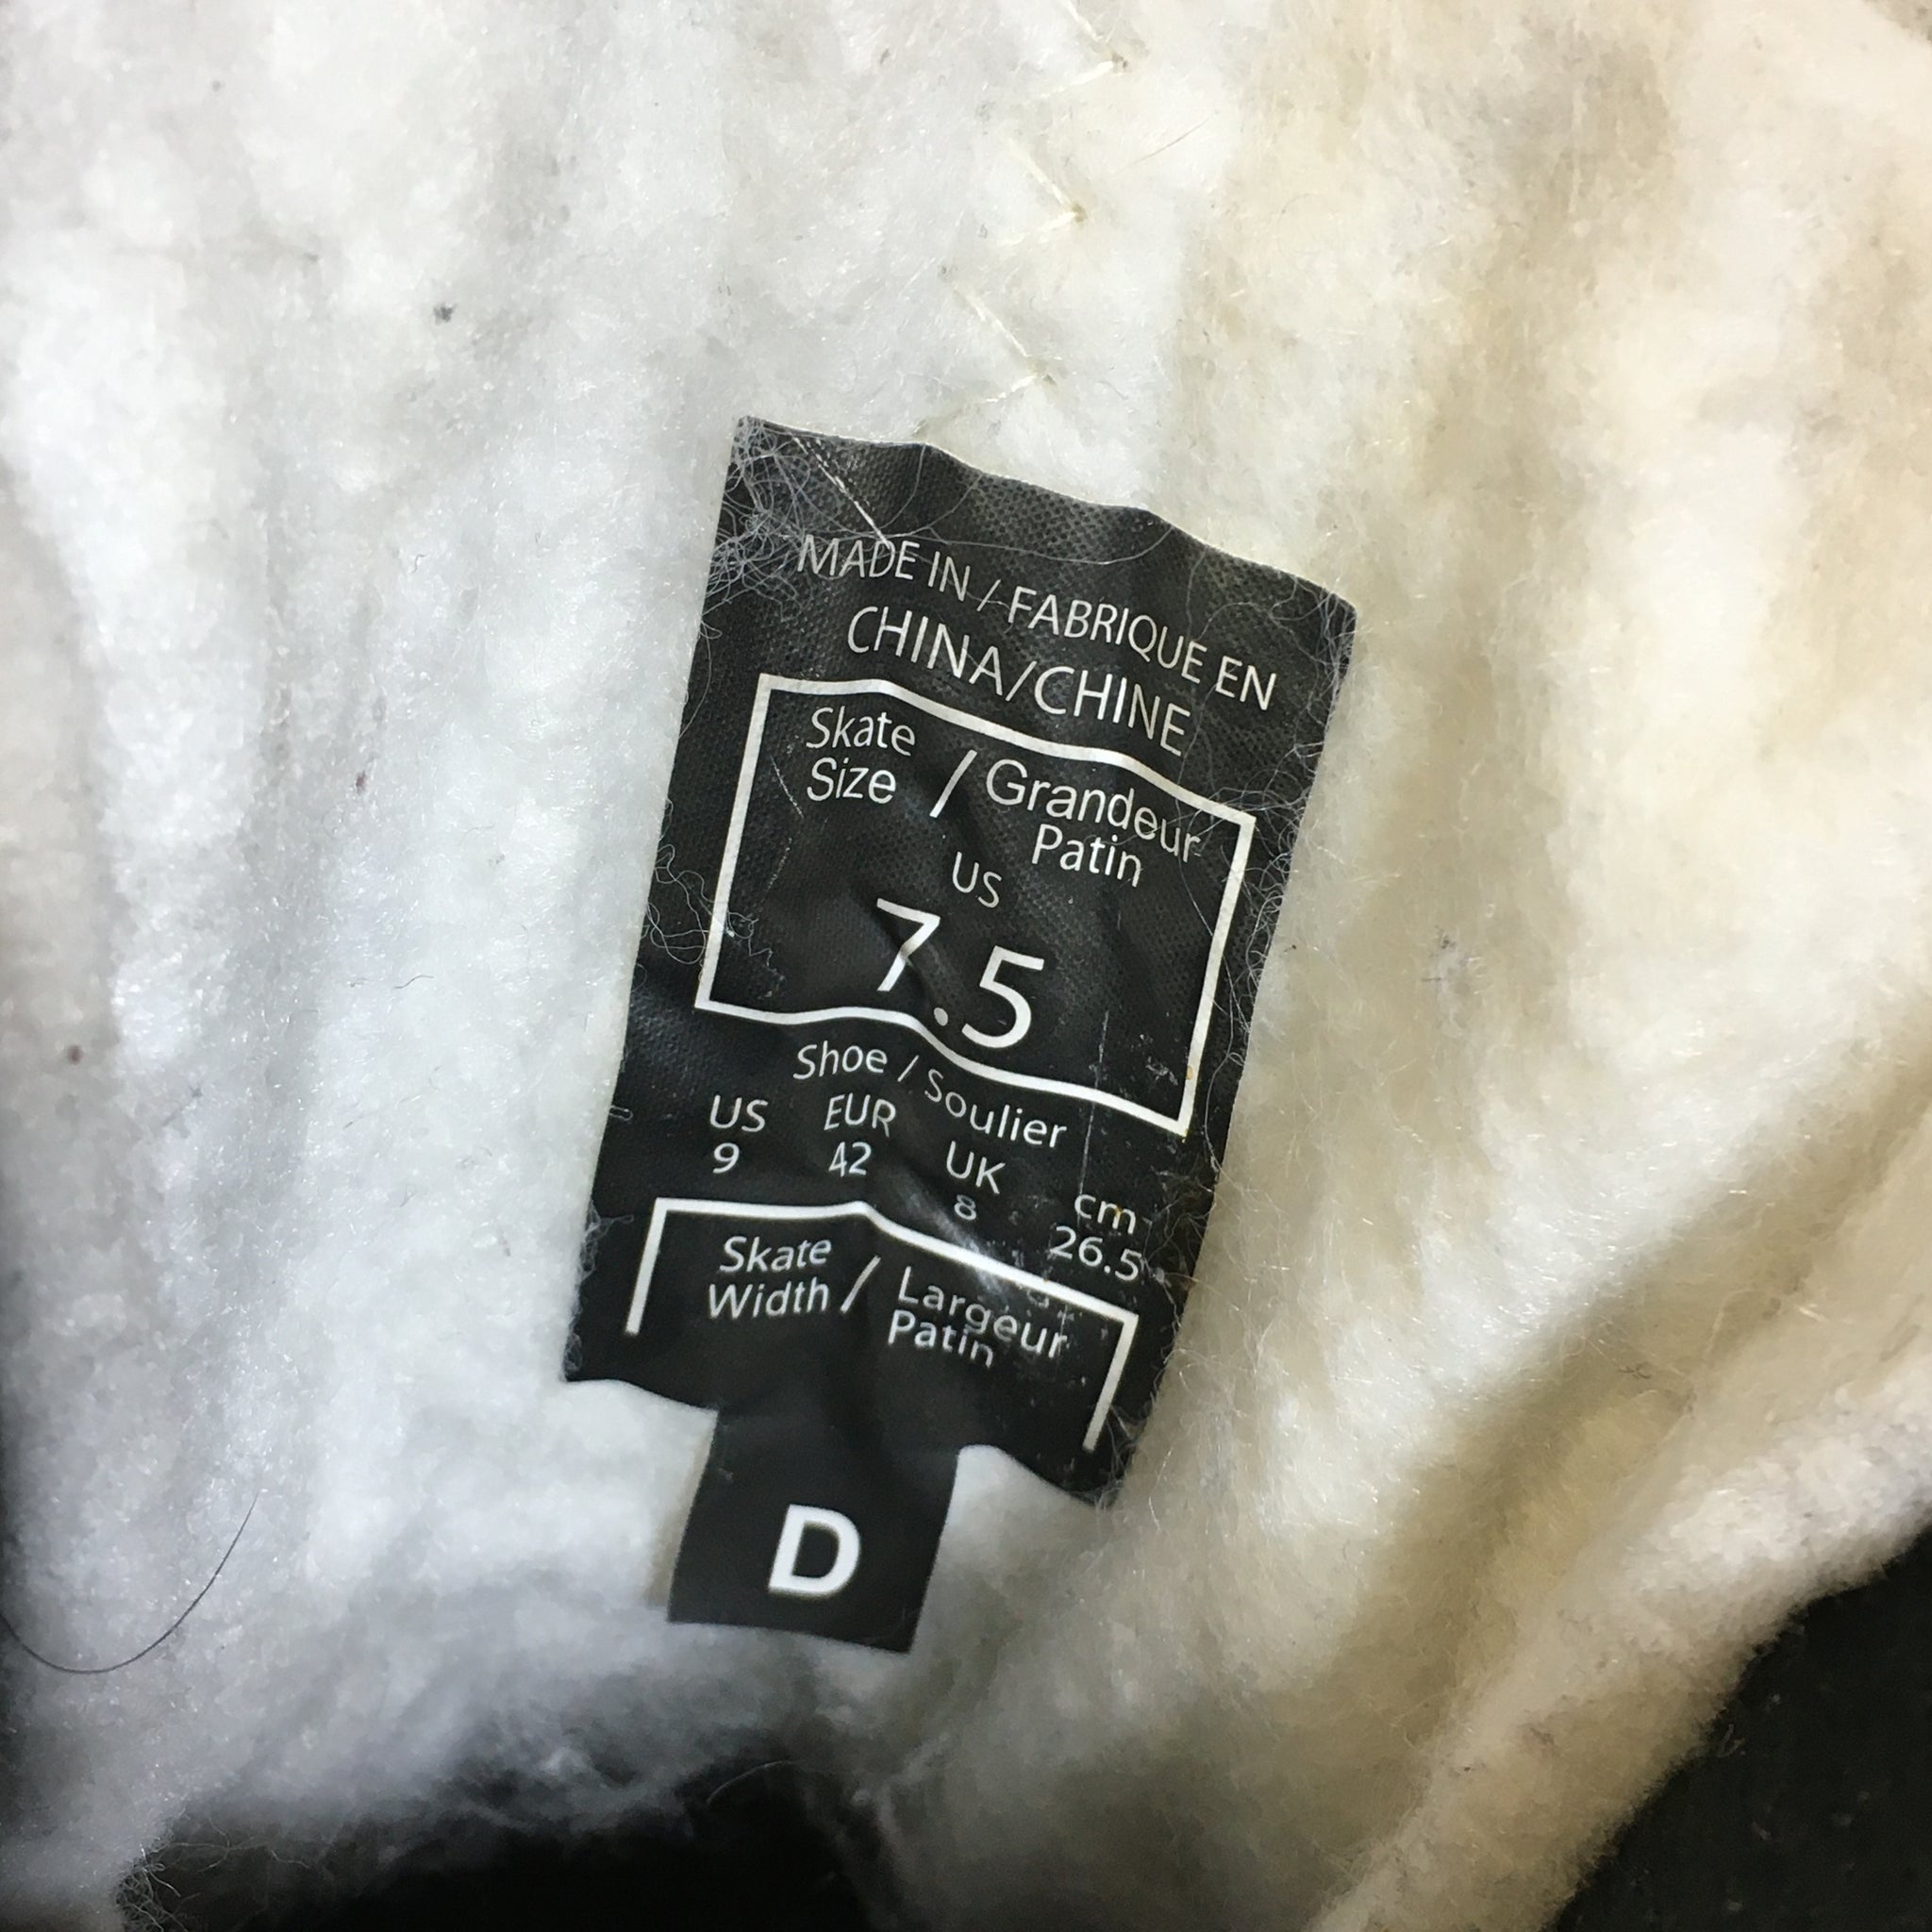 MADE IN / FABRIQUE EN
CHINA/CHINE
Skate Size / Grandeur Patin
US
7.5
Shoe / Soulier
US EUR UK cm
9 42 8 26.5
Skate Width / Largeur Patin
D